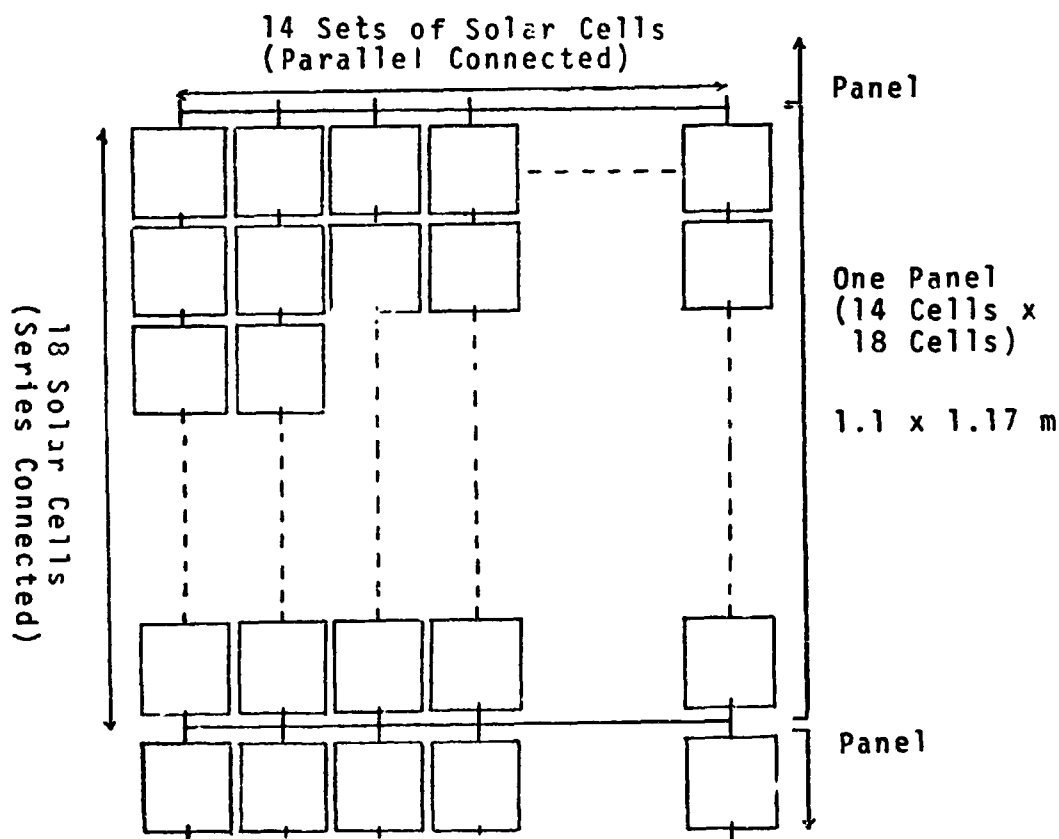 14 Sets of Solar Cells
(Parallel Connected)
Panel
18 Solar Cells
(Series Connected)
One Panel
(14 Cells x
18 Cells)
1.1 x 1.17 m
Panel